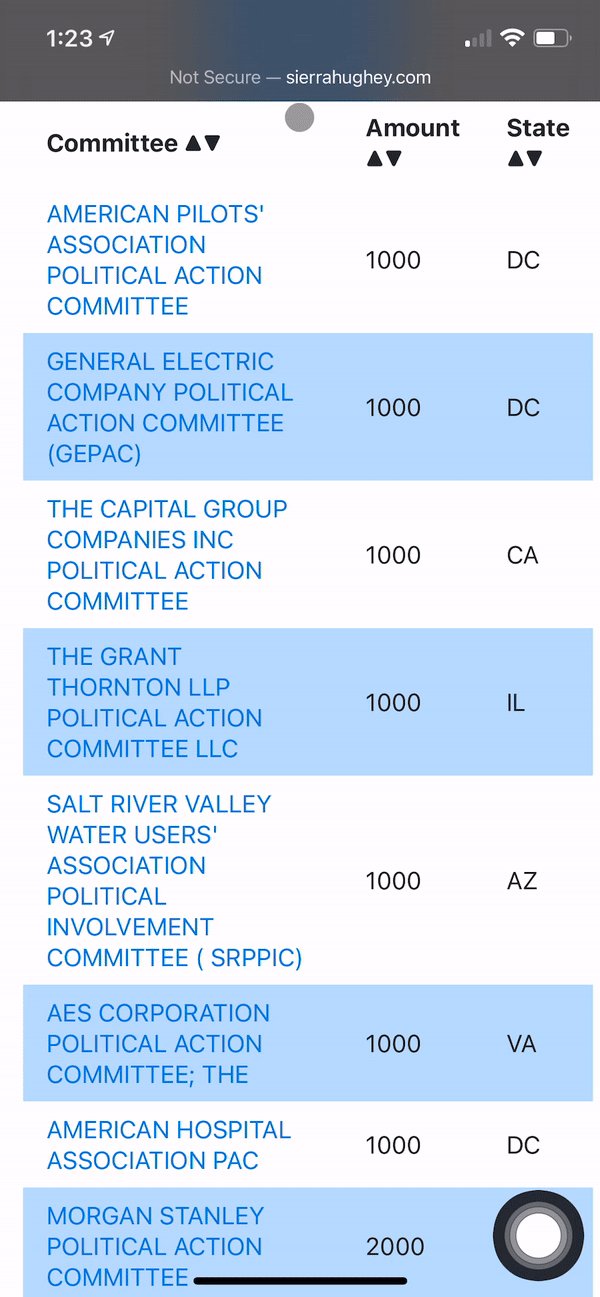 1:23
Not Secure — sierrahughey.com
Committee ▲▼ Amount ▲▼ State ▲▼
AMERICAN PILOTS'
ASSOCIATION
POLITICAL ACTION
COMMITTEE
1000 DC
GENERAL ELECTRIC
COMPANY POLITICAL
ACTION COMMITTEE
(GEPAC)
1000 DC
THE CAPITAL GROUP
COMPANIES INC
POLITICAL ACTION
COMMITTEE
1000 CA
THE GRANT
THORNTON LLP
POLITICAL ACTION
COMMITTEE LLC
1000 IL
SALT RIVER VALLEY
WATER USERS'
ASSOCIATION
POLITICAL
INVOLVEMENT
COMMITTEE ( SRPPIC)
1000 AZ
AES CORPORATION
POLITICAL ACTION
COMMITTEE; THE
1000 VA
AMERICAN HOSPITAL
ASSOCIATION PAC
1000 DC
MORGAN STANLEY
POLITICAL ACTION
COMMITTEE
2000